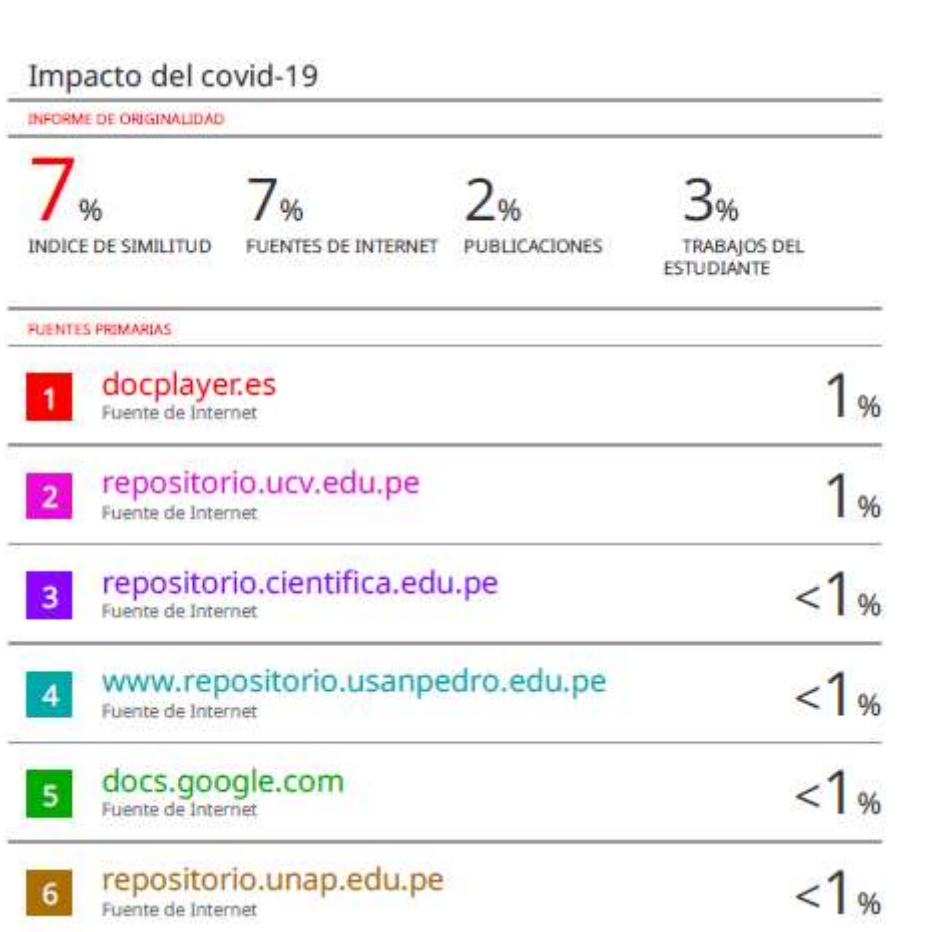 Impacto del covid-19
INFORME DE ORIGINALIDAD
7% 7% 2% 3%
INDICE DE SIMILITUD FUENTES DE INTERNET PUBLICACIONES TRABAJOS DEL
ESTUDIANTE
FUENTES PRIMARIAS
1 docplayer.es 1%
Fuente de Internet
2 repositorio.ucv.edu.pe 1%
Fuente de Internet
3 repositorio.cientifica.edu.pe <1%
Fuente de Internet
4 www.repositorio.usanpedro.edu.pe <1%
Fuente de Internet
5 docs.google.com <1%
Fuente de Internet
6 repositorio.unap.edu.pe <1%
Fuente de Internet